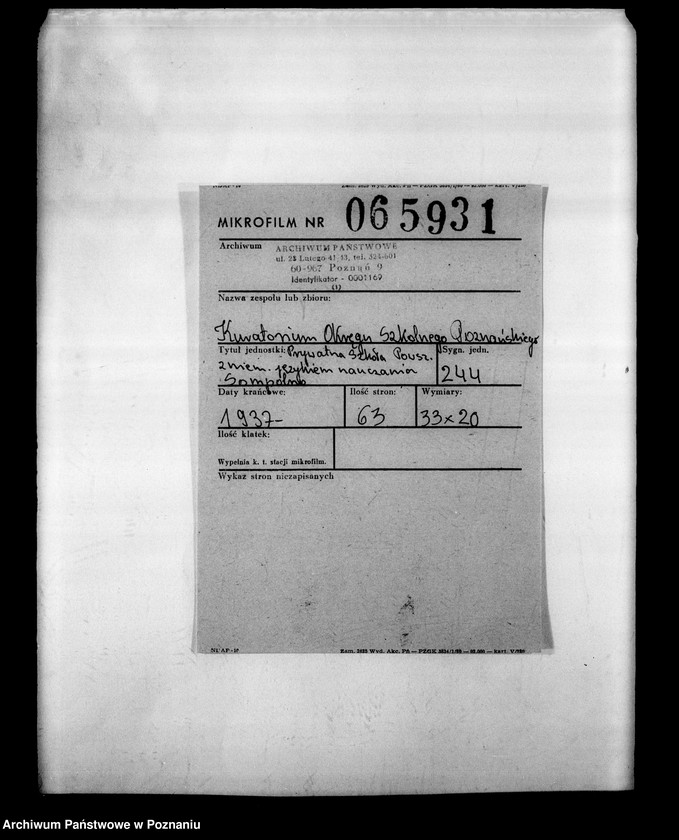 MIKROFILM NR 065931
Archiwum
ARCHIWUM PAŃSTWOWE
ul. 23 Lutego 41-43, tel. 524-601
60-967 Poznań 9
Identyfikator - 0001169
(1)
Nazwa zespołu lub zbioru:
Kuratorium Okręgu Szkolnego Poznańskiego
Tytuł jednostki: Prywatna Szkoła Powsz.
z niem. językiem nauczania
Sompolno
Sygn. jedn.
244
Daty krańcowe:
1937-
Ilość stron:
63
Wymiary:
33x20
Ilość klatek:
Wypełnia k. t. stacji mikrofilm.
Wykaz stron niezapisanych
Archiwum Państwowe w Poznaniu